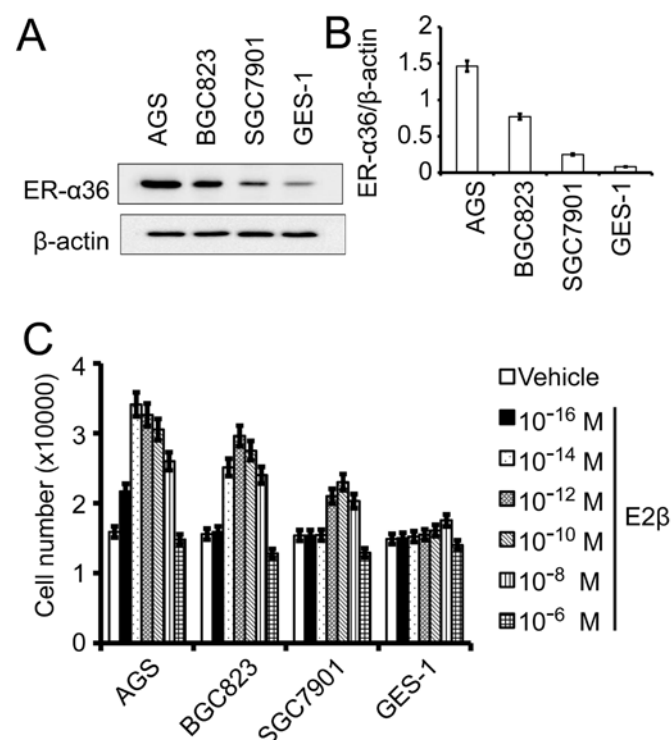 A
AGS
BGC823
SGC7901
GES-1
ER-α36
β-actin
B
ER-α36/β-actin
2
1.5
1
0.5
0
AGS
BGC823
SGC7901
GES-1
C
Cell number (x10000)
4
3
2
1
0
AGS
BGC823
SGC7901
GES-1
Vehicle
10⁻¹⁶ M
10⁻¹⁴ M
10⁻¹² M
10⁻¹⁰ M
10⁻⁸ M
10⁻⁶ M
E2β